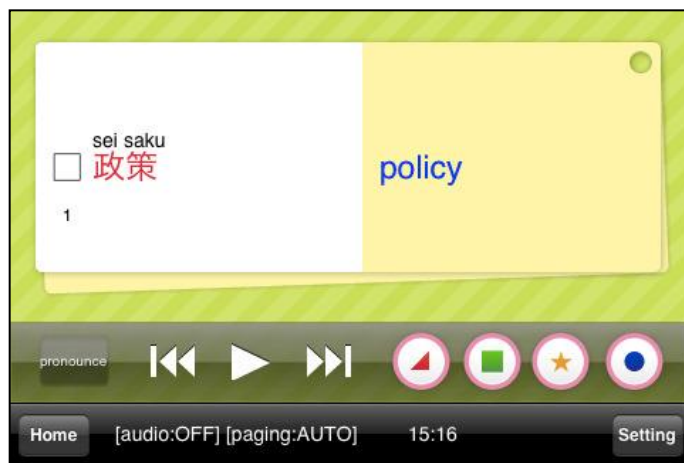 sei saku
政策
policy
1
pronounce
Home [audio:OFF] [paging:AUTO] 15:16 Setting